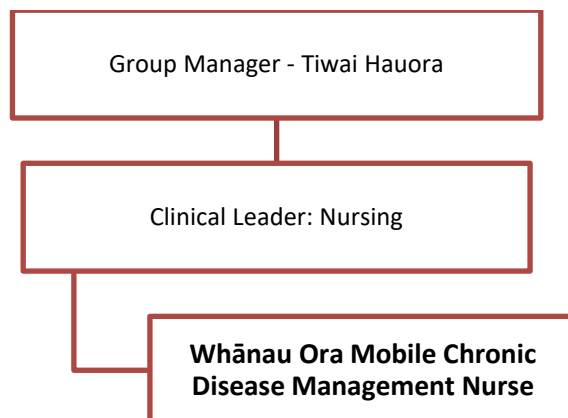 Group Manager - Tiwai Hauora
Clinical Leader: Nursing
Whānau Ora Mobile Chronic
Disease Management Nurse